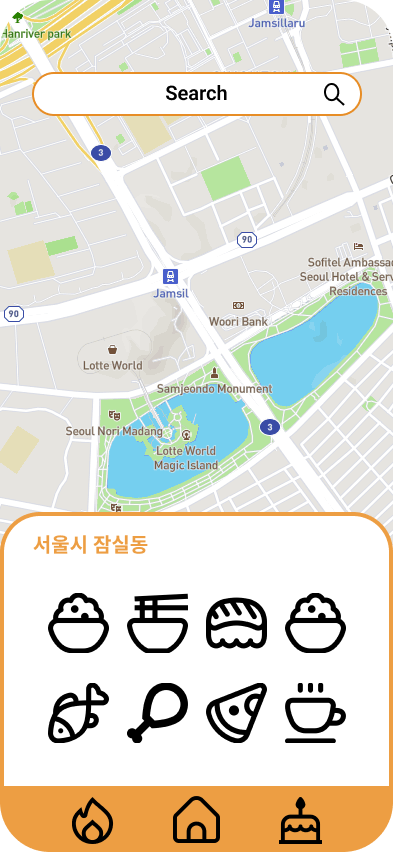 Hanriver park
Jamsillaru
Search
3
90
Sofitel Ambassac
Seoul Hotel & Serv
Residences
Jamsil
90
Woori Bank
Lotte World
Samjeondo Monument
Seoul Nori Madang
3
Lotte World
Magic Island
서울시 잠실동